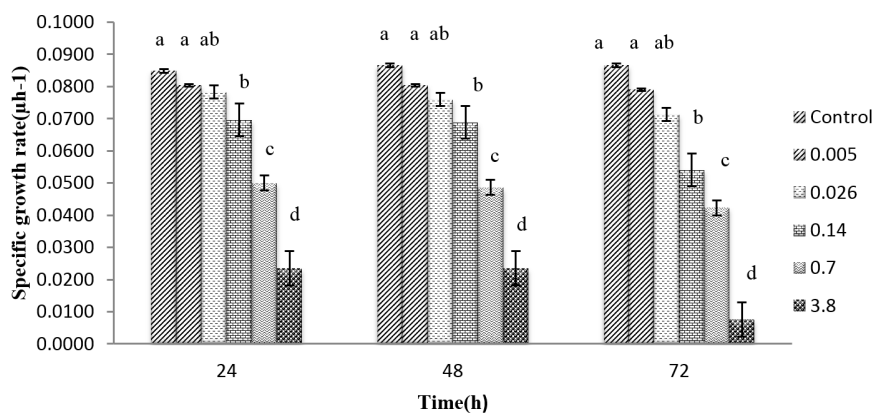 0.1000
0.0900
0.0800
0.0700
0.0600
0.0500
0.0400
0.0300
0.0200
0.0100
0.0000
Specific growth rate(µh-1)
a a ab b c d
a a ab b c d
a a ab b c d
24 48 72
Time(h)
Control
0.005
0.026
0.14
0.7
3.8